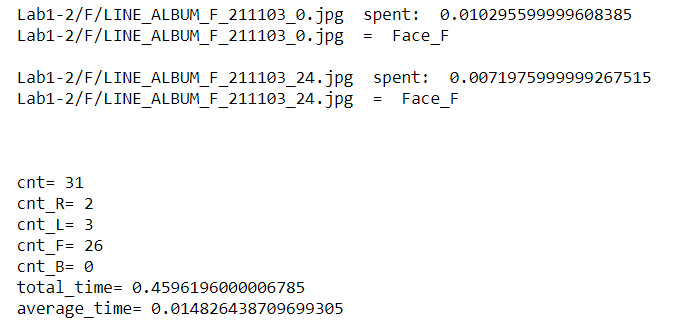 Lab1-2/F/LINE_ALBUM_F_211103_0.jpg  spent:  0.010295599999608385
Lab1-2/F/LINE_ALBUM_F_211103_0.jpg  =  Face_F
Lab1-2/F/LINE_ALBUM_F_211103_24.jpg  spent:  0.0071975999999267515
Lab1-2/F/LINE_ALBUM_F_211103_24.jpg  =  Face_F
cnt= 31
cnt_R= 2
cnt_L= 3
cnt_F= 26
cnt_B= 0
total_time= 0.4596196000006785
average_time= 0.014826438709699305